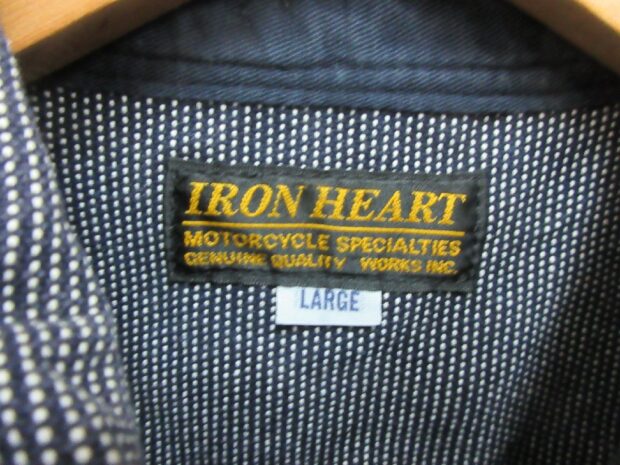 IRON HEART
MOTORCYCLE SPECIALTIES
GENUINE QUALITY WORKS INC.
LARGE